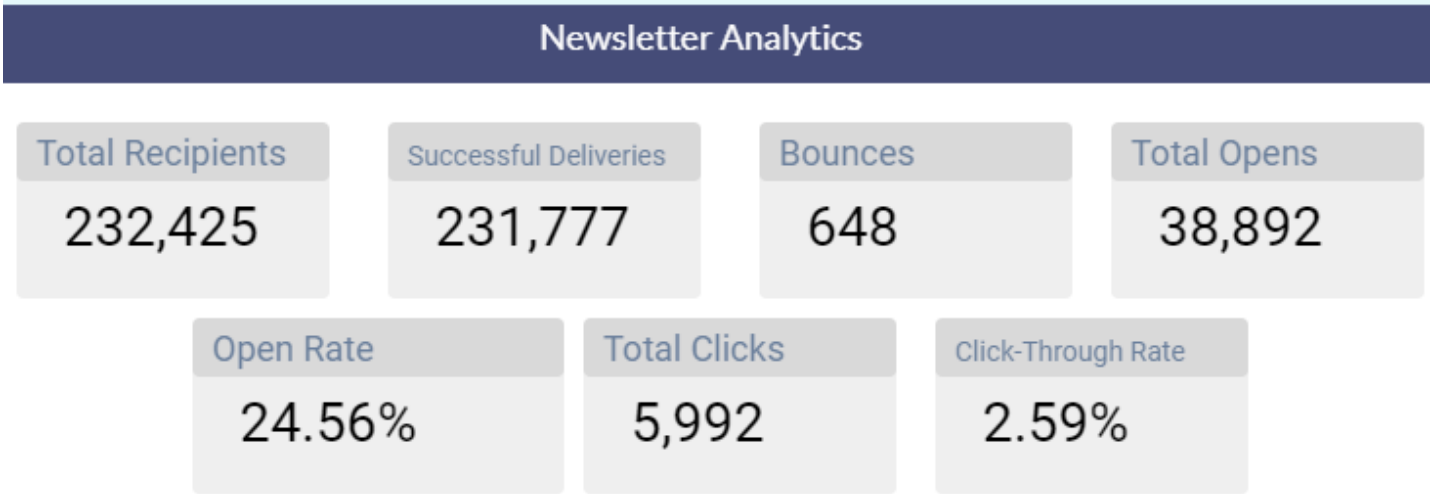 Newsletter Analytics
Total Recipients
232,425
Successful Deliveries
231,777
Bounces
648
Total Opens
38,892
Open Rate
24.56%
Total Clicks
5,992
Click-Through Rate
2.59%